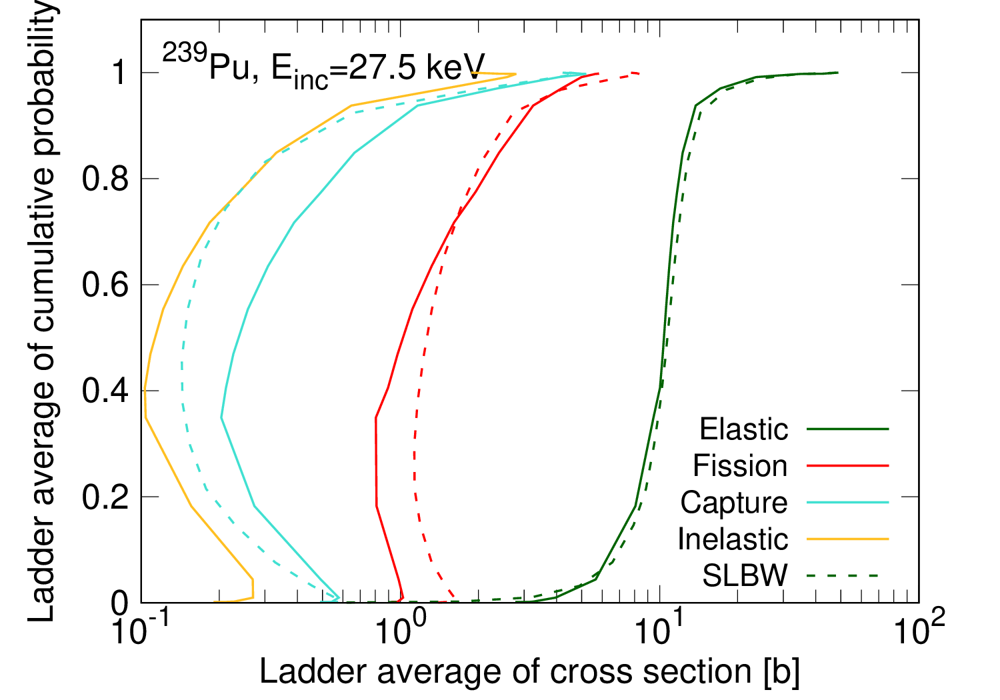 Ladder average of cumulative probability
²³⁹Pu, E_inc=27.5 keV
1
0.8
0.6
0.4
0.2
0
Elastic
Fission
Capture
Inelastic
SLBW
10⁻¹ 10⁰ 10¹ 10²
Ladder average of cross section [b]